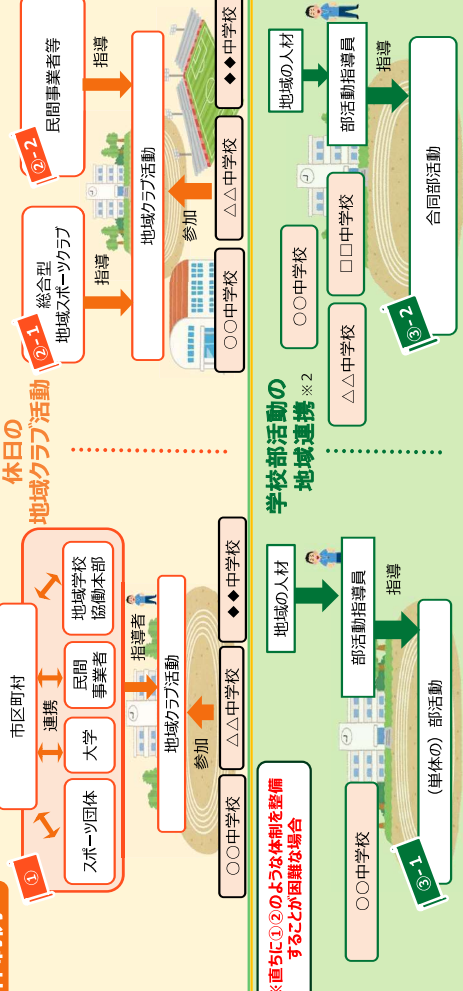 ①
市区町村
連携
スポーツ団体
大学
民間
事業者
地域学校
協働本部
指導者
地域クラブ活動
参加
○○中学校
△△中学校
◆◆中学校
休日の
地域クラブ活動
②-1
総合型
地域スポーツクラブ
指導
②-2
民間事業者等
指導
地域クラブ活動
参加
○○中学校
△△中学校
◆◆中学校
※直ちに①②のような体制を整備
することが困難な場合
学校部活動の
地域連携※2
地域の人材
部活動指導員
指導
○○中学校
③-1
(単体の)部活動
地域の人材
部活動指導員
指導
○○中学校
△△中学校
□□中学校
③-2
合同部活動